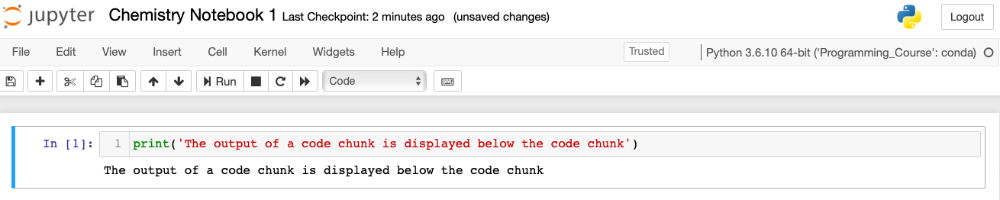 jupyter Chemistry Notebook 1 Last Checkpoint: 2 minutes ago (unsaved changes) Logout
File Edit View Insert Cell Kernel Widgets Help Trusted Python 3.6.10 64-bit ('Programming_Course': conda)
Run Code
In [1]: 1 print('The output of a code chunk is displayed below the code chunk')
The output of a code chunk is displayed below the code chunk